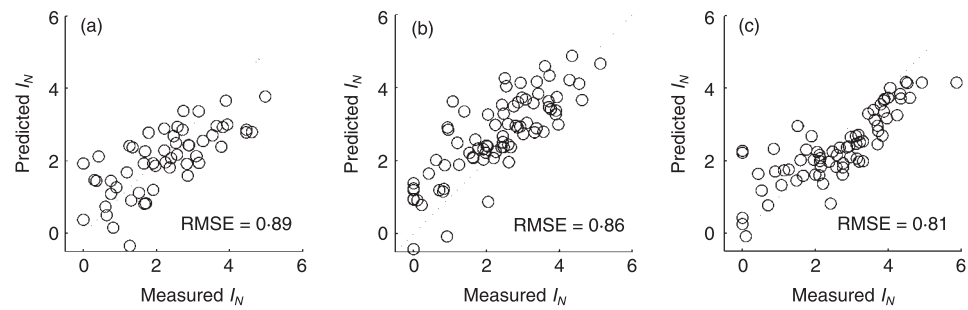 (a)
6
4
2
0
Predicted I_N
RMSE = 0·89
0 2 4 6
Measured I_N
(b)
6
4
2
0
Predicted I_N
RMSE = 0·86
0 2 4 6
Measured I_N
(c)
6
4
2
0
Predicted I_N
RMSE = 0·81
0 2 4 6
Measured I_N